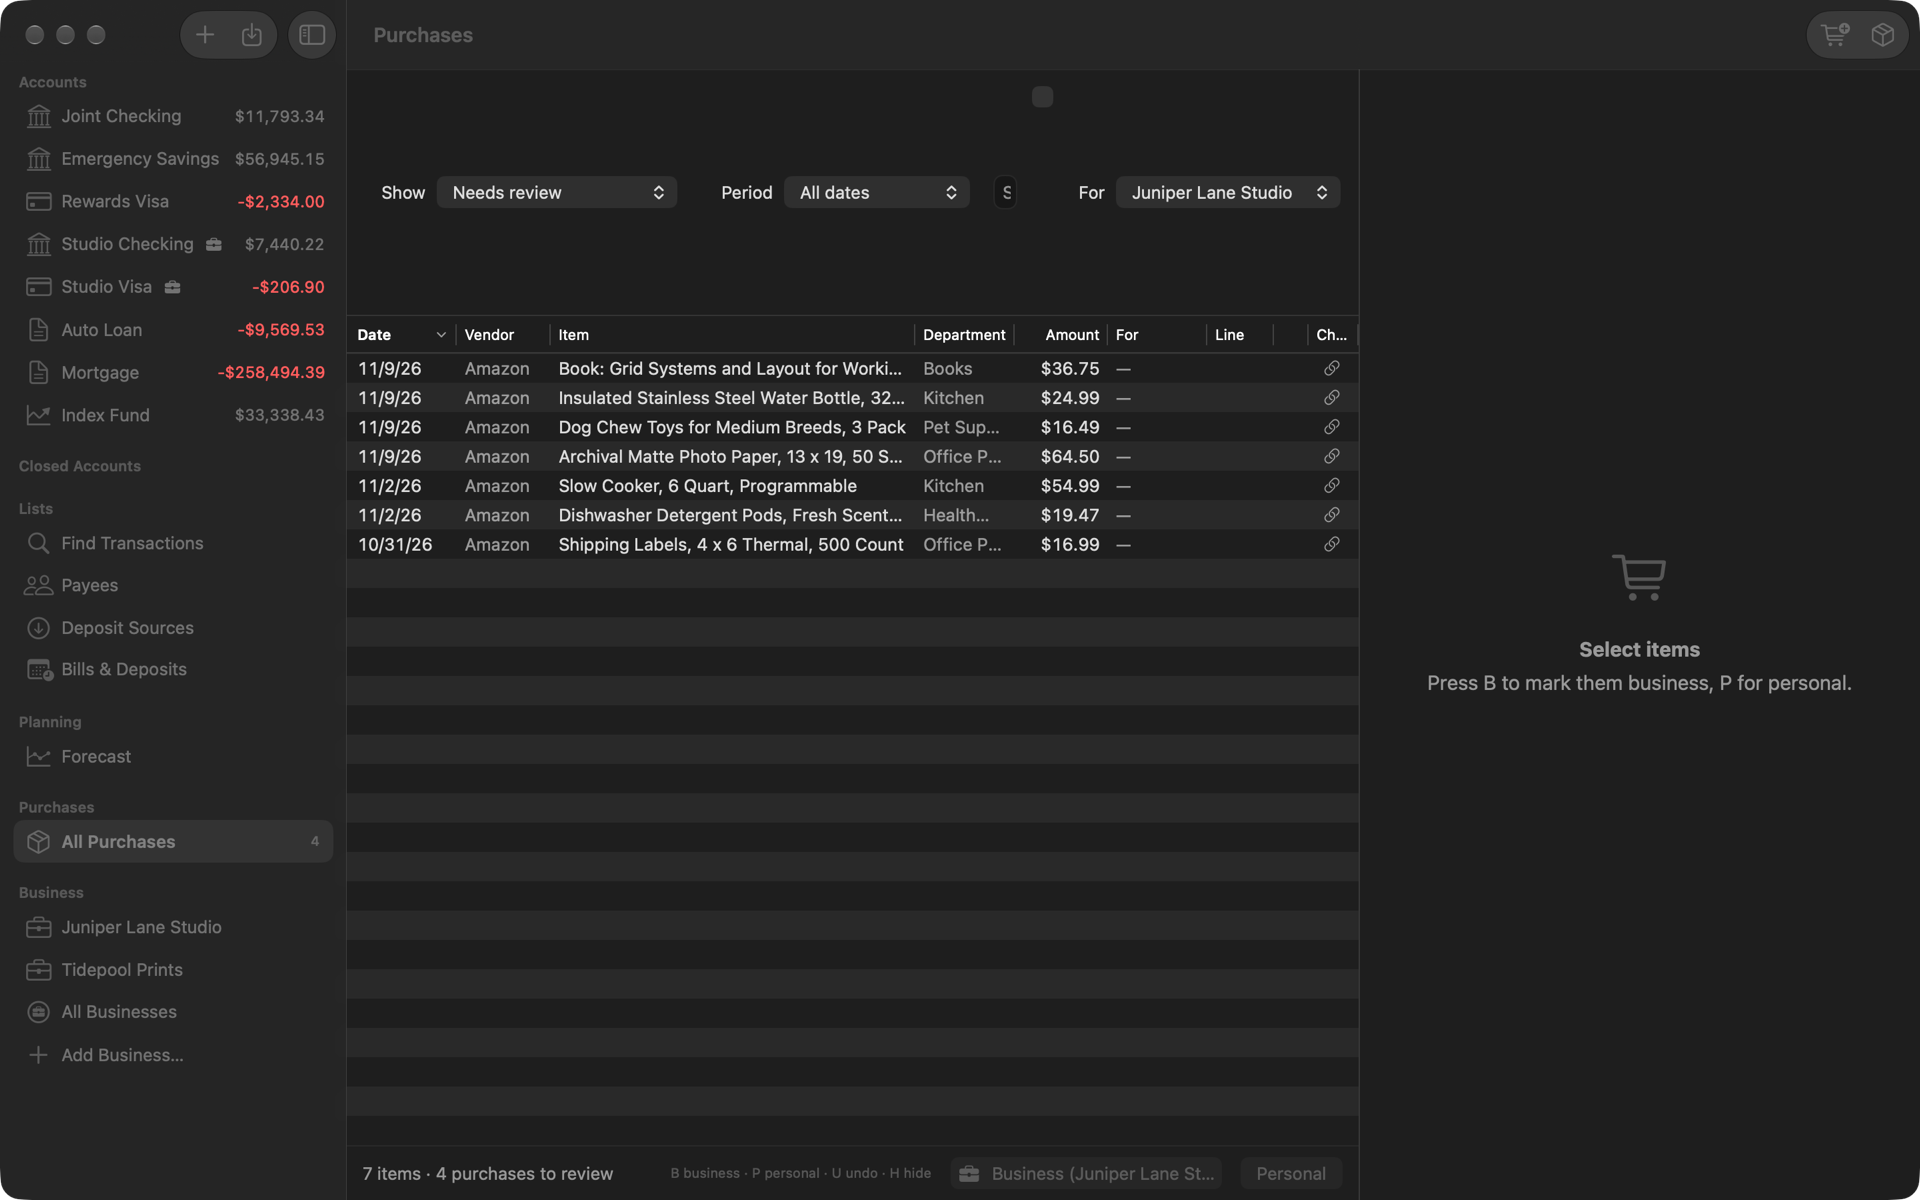 Purchases
Accounts
Joint Checking $11,793.34
Emergency Savings $56,945.15
Rewards Visa -$2,334.00
Studio Checking $7,440.22
Studio Visa -$206.90
Auto Loan -$9,569.53
Mortgage -$258,494.39
Index Fund $33,338.43
Closed Accounts
Lists
Find Transactions
Payees
Deposit Sources
Bills & Deposits
Planning
Forecast
Purchases
All Purchases 4
Business
Juniper Lane Studio
Tidepool Prints
All Businesses
Add Business...
Show Needs review Period All dates S For Juniper Lane Studio
Date Vendor Item Department Amount For Line Ch...
11/9/26 Amazon Book: Grid Systems and Layout for Worki... Books $36.75 —
11/9/26 Amazon Insulated Stainless Steel Water Bottle, 32... Kitchen $24.99 —
11/9/26 Amazon Dog Chew Toys for Medium Breeds, 3 Pack Pet Sup... $16.49 —
11/9/26 Amazon Archival Matte Photo Paper, 13 x 19, 50 S... Office P... $64.50 —
11/2/26 Amazon Slow Cooker, 6 Quart, Programmable Kitchen $54.99 —
11/2/26 Amazon Dishwasher Detergent Pods, Fresh Scent... Health... $19.47 —
10/31/26 Amazon Shipping Labels, 4 x 6 Thermal, 500 Count Office P... $16.99 —
7 items · 4 purchases to review B business · P personal · U undo · H hide Business (Juniper Lane St... Personal
Select items
Press B to mark them business, P for personal.